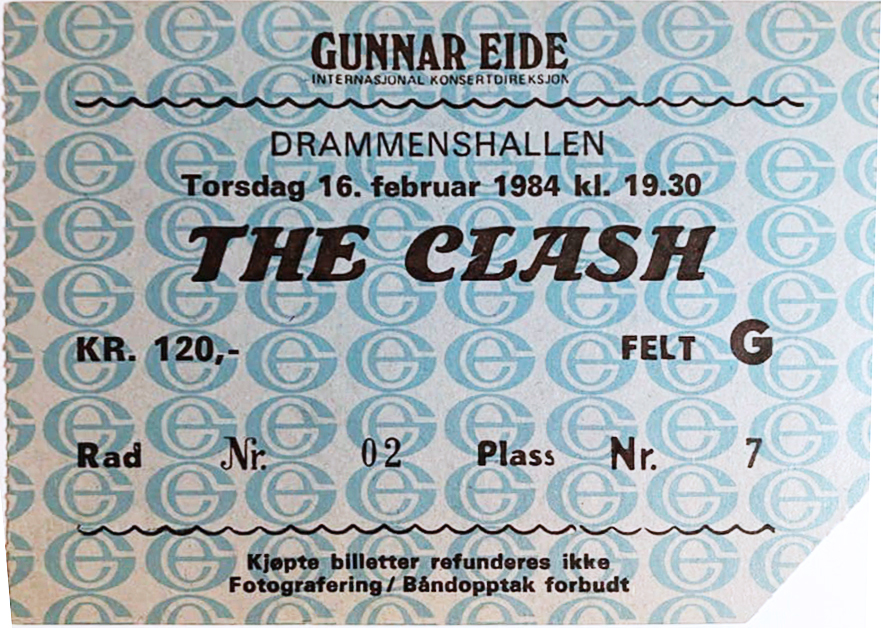 GUNNAR EIDE
INTERNASJONAL KONSERTDIREKSJON
DRAMMENSHALLEN
Torsdag 16. februar 1984 kl. 19.30
THE CLASH
KR. 120,- FELT G
Rad Nr. 02 Plass Nr. 7
Kjøpte billetter refunderes ikke
Fotografering / Båndopptak forbudt